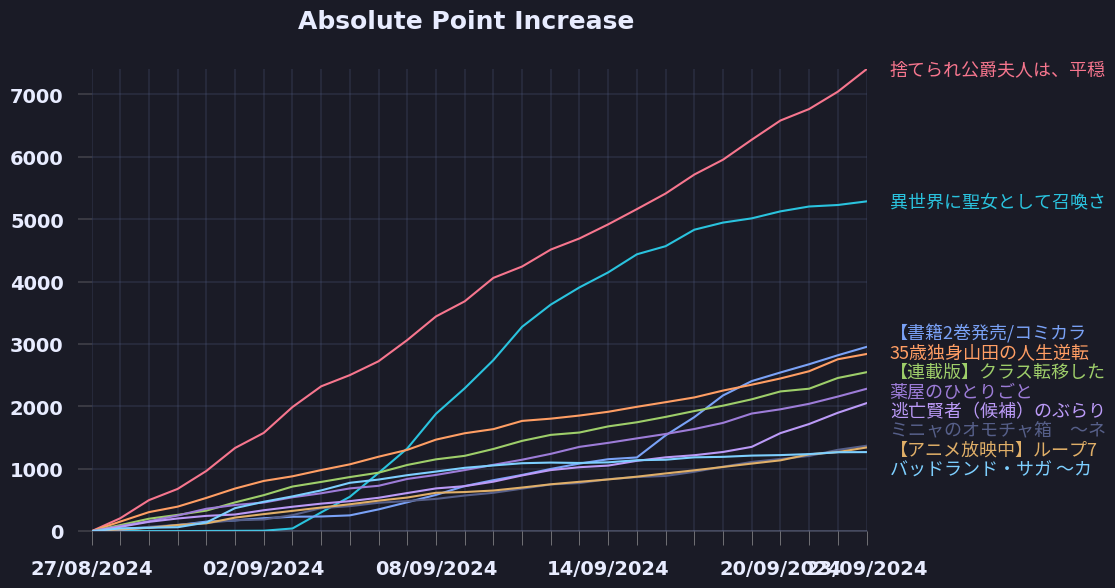 Absolute Point Increase
捨てられ公爵夫人は、平穏
7000
6000
異世界に聖女として召喚さ
5000
4000
【書籍2巻発売/コミカラ
3000
35歳独身山田の人生逆転
【連載版】クラス転移した
薬屋のひとりごと
2000
逃亡賢者（候補）のぶらり
ミニャのオモチャ箱　～ネ
【アニメ放映中】ループ7
1000
バッドランド・サガ ～カ
0
27/08/2024
02/09/2024
08/09/2024
14/09/2024
20/09/2024
23/09/2024